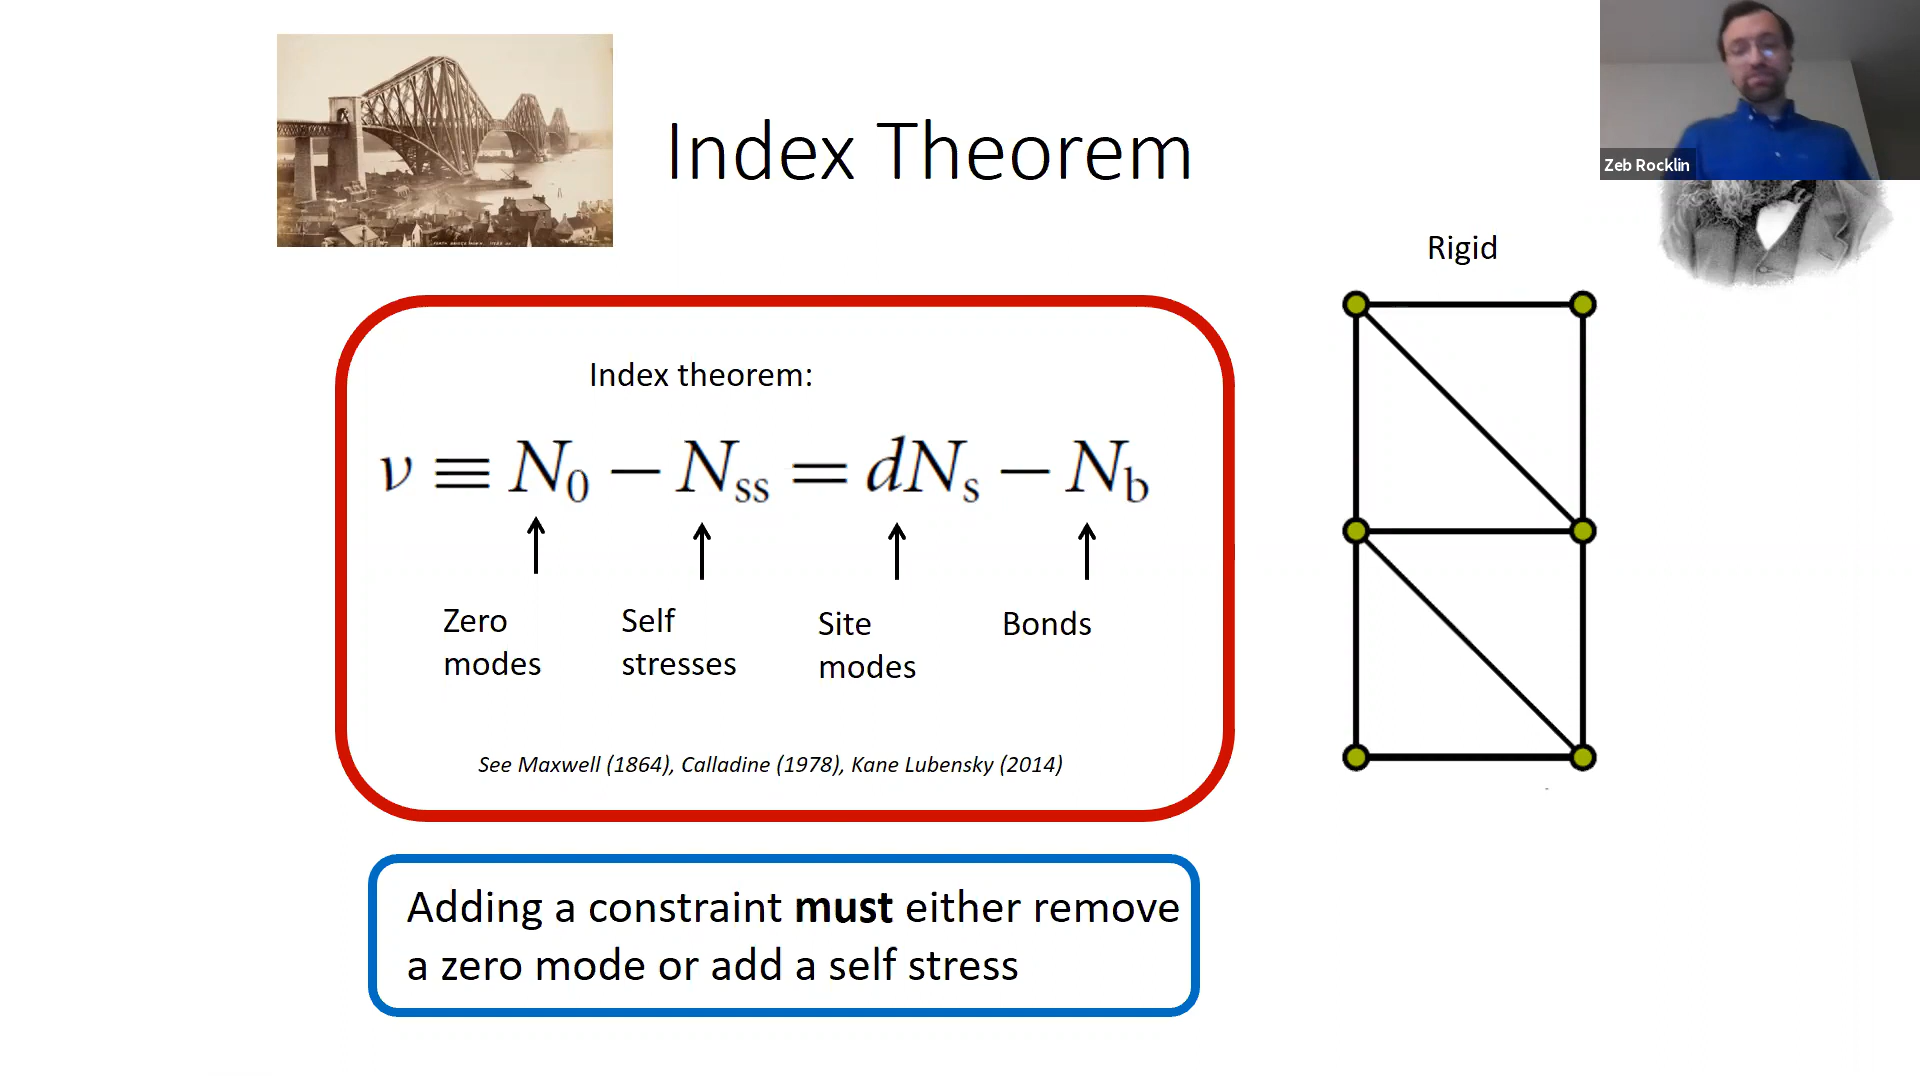 Index Theorem
Zeb Rocklin
Rigid
Index theorem:
ν ≡ N₀ − Nₛₛ = dNₛ − N_b
Zero modes
Self stresses
Site modes
Bonds
See Maxwell (1864), Calladine (1978), Kane Lubensky (2014)
Adding a constraint must either remove
a zero mode or add a self stress